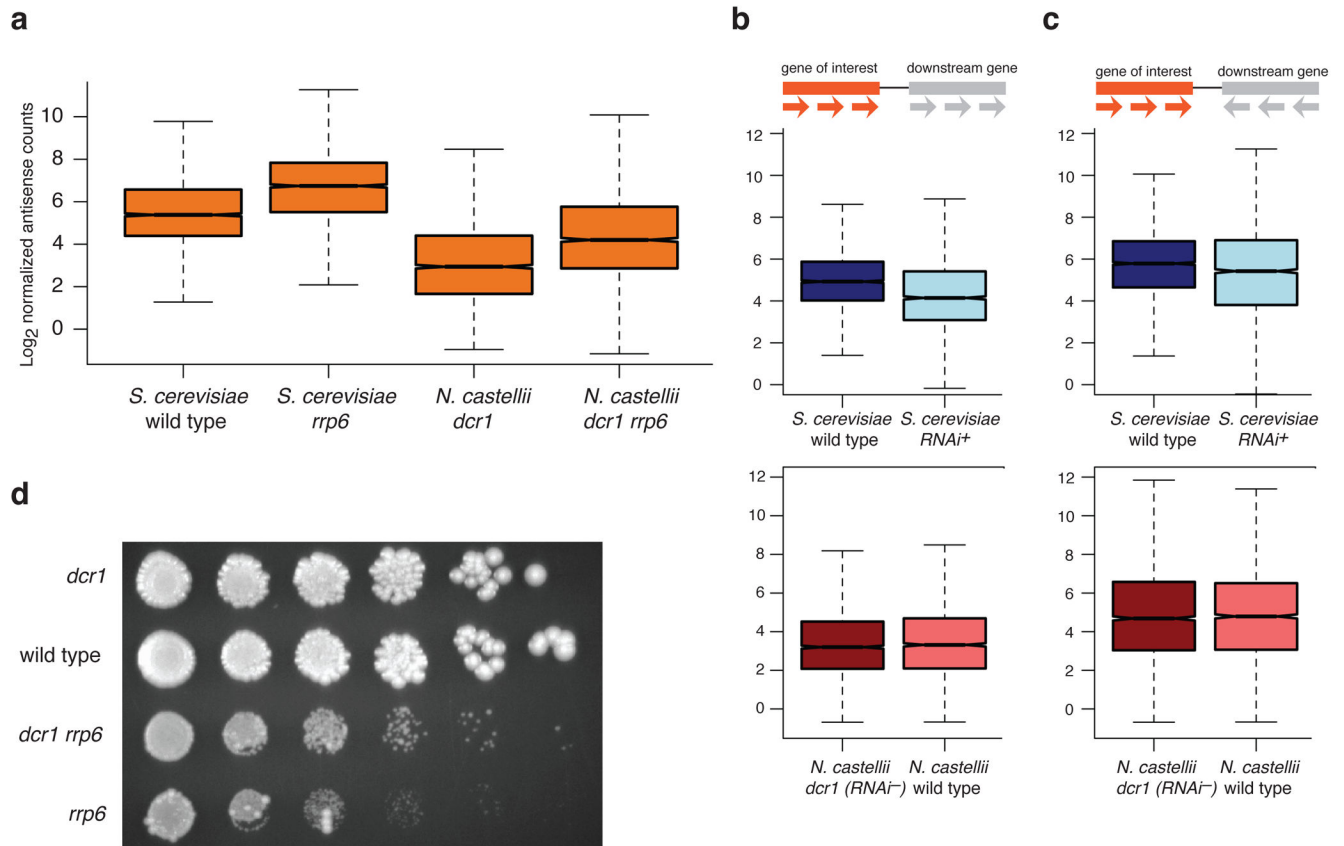 a
Log2 normalized antisense counts
10
8
6
4
2
0
S. cerevisiae
wild type
S. cerevisiae
rrp6
N. castellii
dcr1
N. castellii
dcr1 rrp6
b
gene of interest
downstream gene
12
10
8
6
4
2
0
S. cerevisiae
wild type
S. cerevisiae
RNAi+
12
10
8
6
4
2
0
N. castellii
dcr1 (RNAi–)
N. castellii
wild type
c
gene of interest
downstream gene
12
10
8
6
4
2
0
S. cerevisiae
wild type
S. cerevisiae
RNAi+
12
10
8
6
4
2
0
N. castellii
dcr1 (RNAi–)
N. castellii
wild type
d
dcr1
wild type
dcr1 rrp6
rrp6